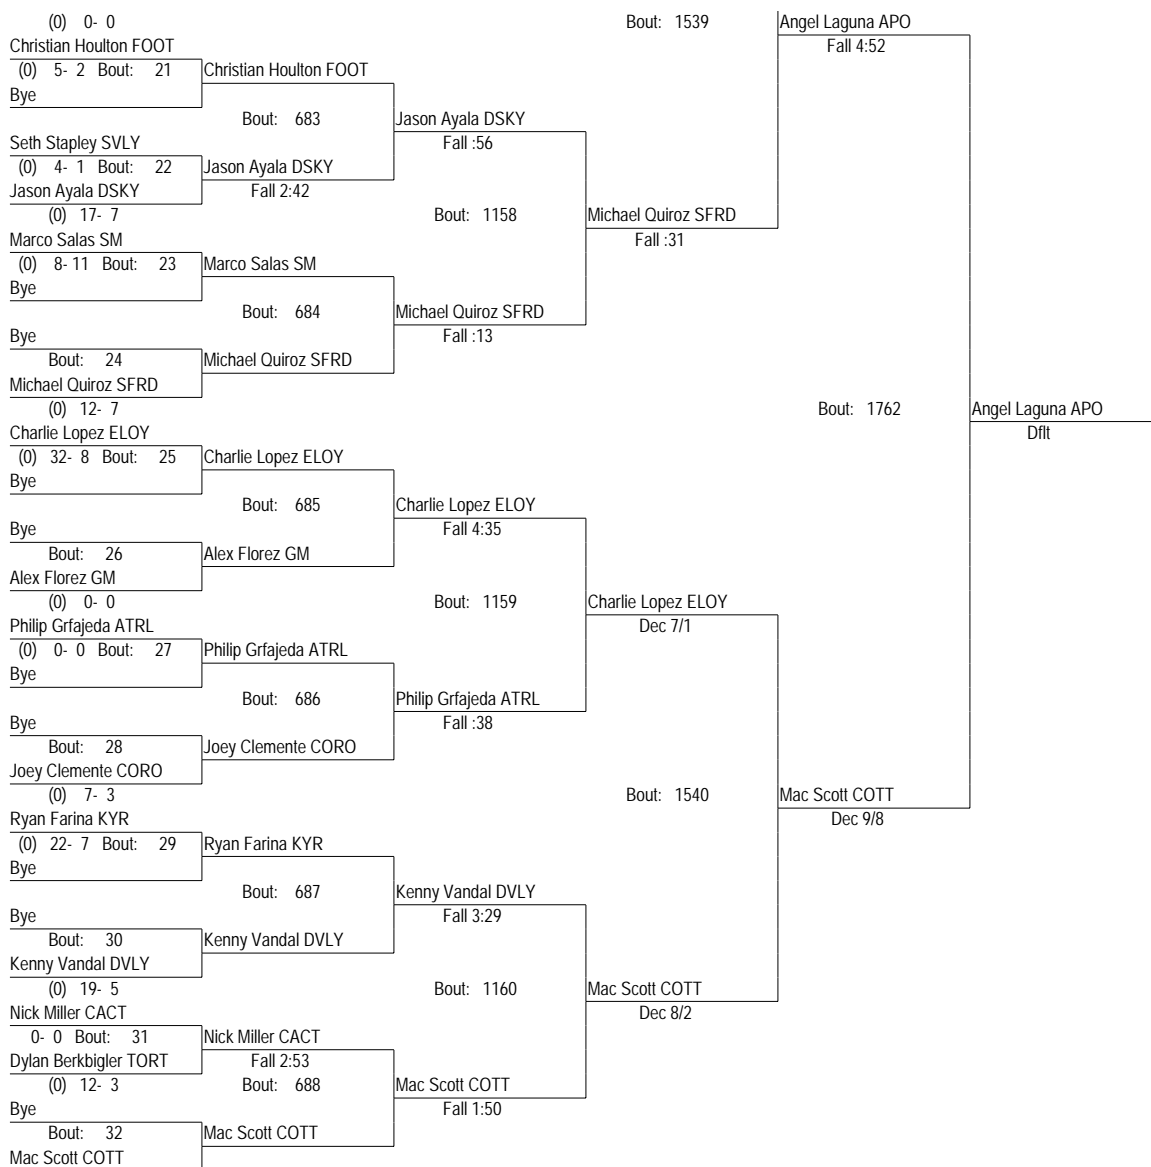 (0) 0- 0 Bout: 1539 Angel Laguna APO
Christian Houlton FOOT Fall 4:52
(0) 5- 2 Bout: 21 Christian Houlton FOOT
Bye
Bout: 683 Jason Ayala DSKY
Seth Stapley SVLY Fall :56
(0) 4- 1 Bout: 22 Jason Ayala DSKY
Jason Ayala DSKY Fall 2:42
(0) 17- 7 Bout: 1158 Michael Quiroz SFRD
Marco Salas SM Fall :31
(0) 8- 11 Bout: 23 Marco Salas SM
Bye
Bout: 684 Michael Quiroz SFRD
Bye Fall :13
Bout: 24 Michael Quiroz SFRD
Michael Quiroz SFRD
(0) 12- 7 Bout: 1762 Angel Laguna APO
Charlie Lopez ELOY Dflt
(0) 32- 8 Bout: 25 Charlie Lopez ELOY
Bye
Bout: 685 Charlie Lopez ELOY
Bye Fall 4:35
Bout: 26 Alex Florez GM
Alex Florez GM
(0) 0- 0 Bout: 1159 Charlie Lopez ELOY
Philip Grfajeda ATRL Dec 7/1
(0) 0- 0 Bout: 27 Philip Grfajeda ATRL
Bye
Bout: 686 Philip Grfajeda ATRL
Bye Fall :38
Bout: 28 Joey Clemente CORO
Joey Clemente CORO
(0) 7- 3 Bout: 1540 Mac Scott COTT
Ryan Farina KYR Dec 9/8
(0) 22- 7 Bout: 29 Ryan Farina KYR
Bye
Bout: 687 Kenny Vandal DVLY
Bye Fall 3:29
Bout: 30 Kenny Vandal DVLY
Kenny Vandal DVLY
(0) 19- 5 Bout: 1160 Mac Scott COTT
Nick Miller CACT Dec 8/2
0- 0 Bout: 31 Nick Miller CACT
Dylan Berkbigler TORT Fall 2:53
(0) 12- 3 Bout: 688 Mac Scott COTT
Bye Fall 1:50
Bout: 32 Mac Scott COTT
Mac Scott COTT